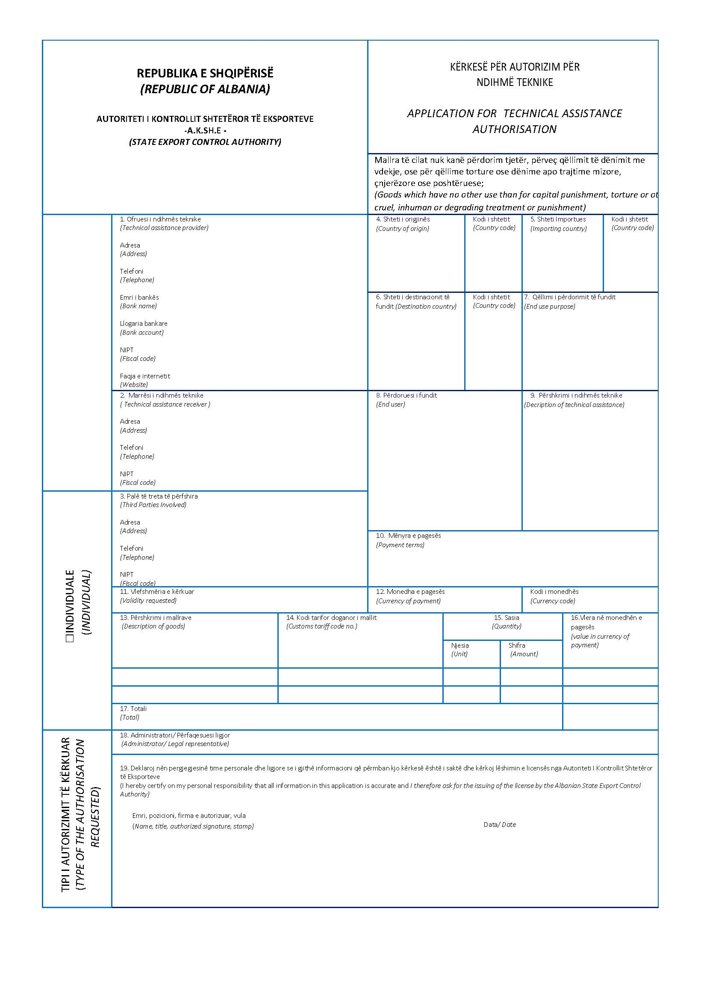 REPUBLIKA E SHQIPËRISË
(REPUBLIC OF ALBANIA)
AUTORITETI I KONTROLLIT SHTETËROR TË EKSPORTEVE
-A.K.SH.E -
(STATE EXPORT CONTROL AUTHORITY)
KËRKESË PËR AUTORIZIM PËR
NDIHMË TEKNIKE
APPLICATION FOR TECHNICAL ASSISTANCE
AUTHORISATION
Mallra të cilat nuk kanë përdorim tjetër, përveç qëllimit të dënimit me
vdekje, ose për qëllime torture ose dënime apo trajtime mizore,
çnjerëzore ose poshtëruese;
(Goods which have no other use than for capital punishment, torture or ot
cruel, inhuman or degrading treatment or punishment)
1. Ofruesi i ndihmës teknike
(Technical assistance provider)
Adresa
(Address)
Telefoni
(Telephone)
Emri i bankës
(Bank name)
Llogaria bankare
(Bank account)
NIPT
(Fiscal code)
Faqja e internetit
(Website)
4. Shteti i origjinës
(Country of origin)
Kodi i shtetit
(Country code)
5. Shteti Importues
(Importing country)
Kodi i shtetit
(Country code)
6. Shteti i destinacionit të
fundit (Destination country)
Kodi i shtetit
(Country code)
7. Qëllimi i përdorimit të fundit
(End use purpose)
2. Marrësi i ndihmës teknike
( Technical assistance receiver )
Adresa
(Address)
Telefoni
(Telephone)
NIPT
(Fiscal code)
8. Përdoruesi i fundit
(End user)
9. Përshkrimi i ndihmës teknike
(Decription of technical assistance)
3. Palë të treta të përfshira
(Third Parties Involved)
Adresa
(Address)
Telefoni
(Telephone)
NIPT
(Fiscal code)
10. Mënyra e pagesës
(Payment terms)
☐INDIVIDUALE
(INDIVIDUAL)
11. Vlefshmëria e kërkuar
(Validity requested)
12. Monedha e pagesës
(Currency of payment)
Kodi i monedhës
(Currency code)
13. Përshkrimi i mallrave
(Description of goods)
14. Kodi tarifor doganor i mallit
(Customs tariff code no.)
15. Sasia
(Quantity)
Njesia
(Unit)
Shifra
(Amount)
16.Vlera në monedhën e
pagesës
(value in currency of
payment)
17. Totali
(Total)
TIPI I AUTORIZIMIT TË KËRKUAR
(TYPE OF THE AUTHORISATION
REQUESTED)
18. Administratori/ Përfaqesuesi ligjor
(Administrator/ Legal representative)
19. Deklaroj nën pergjegjesinë time personale dhe ligjore se i gjithë informacioni që përmban kjo kërkesë është i saktë dhe kërkoj lëshimin e licensës nga Autoriteti I Kontrollit Shtetëror
të Eksporteve
(I hereby certify on my personal responsibility that all information in this application is accurate and I therefore ask for the issuing of the license by the Albanian State Export Control
Authority)
Emri, pozicioni, firma e autorizuar, vula
(Name, title, authorized signature, stamp)
Data/ Date